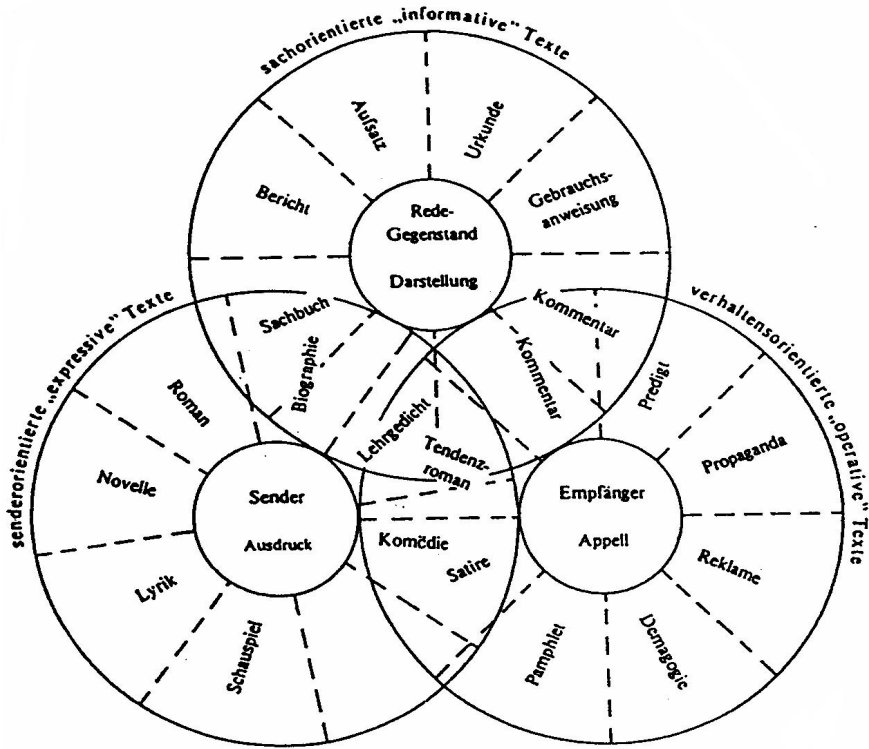 sachorientierte „informative“ Texte
Aufsatz
Urkunde
Bericht
Gebrauchs-
anweisung
Rede-
Gegenstand
Darstellung
senderorientierte „expressive“ Texte
verhaltensorientierte „operative“ Texte
Sachbuch
Kommentar
Biographie
Kommentar
Roman
Predigt
Lehrgedicht
Tendenz-
roman
Novelle
Propaganda
Sender
Ausdruck
Empfänger
Appell
Komödie
Satire
Reklame
Lyrik
Schauspiel
Pamphlet
Demagogie